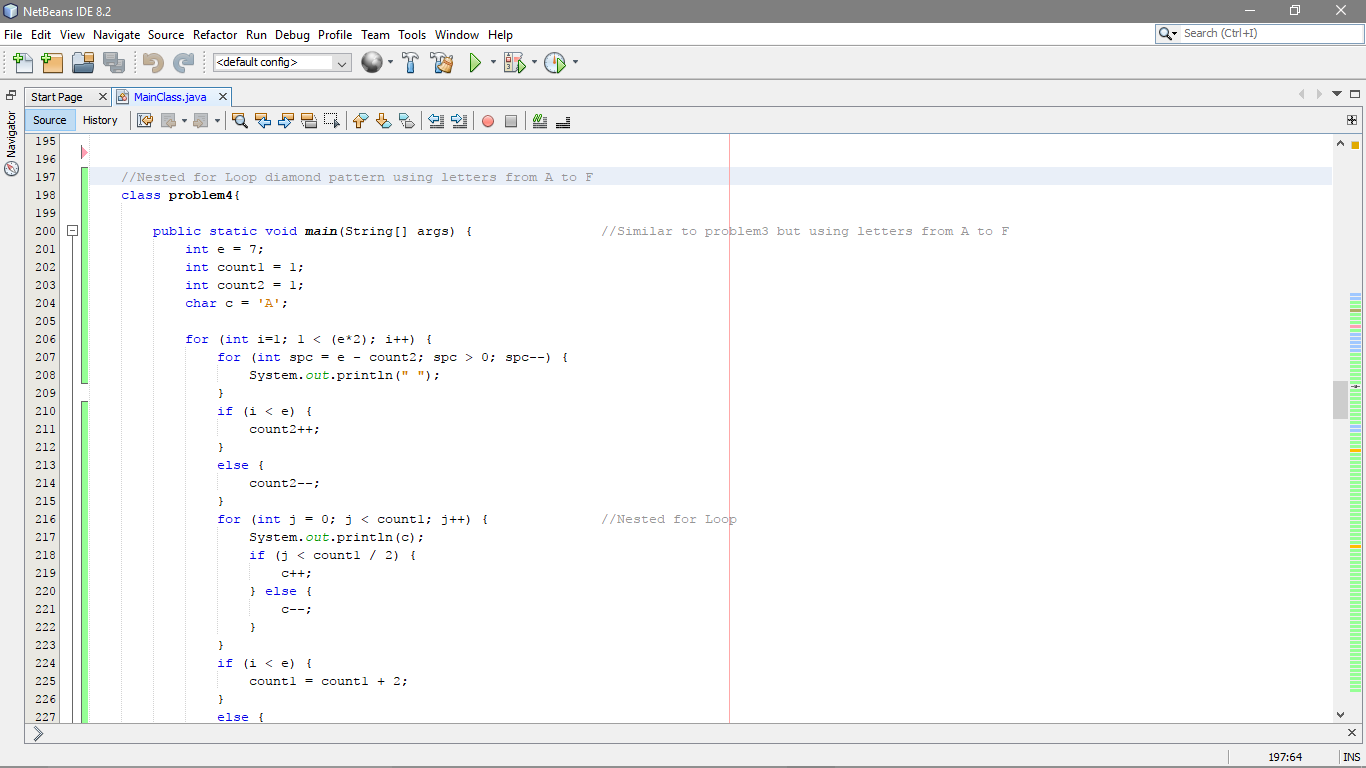 NetBeans IDE 8.2
File Edit View Navigate Source Refactor Run Debug Profile Team Tools Window Help
Search (Ctrl+I)
<default config>
Start Page
MainClass.java
Navigator
Source History
195
196
197 //Nested for Loop diamond pattern using letters from A to F
198 class problem4{
199
200 public static void main(String[] args) { //Similar to problem3 but using letters from A to F
201 int e = 7;
202 int count1 = 1;
203 int count2 = 1;
204 char c = 'A';
205
206 for (int i=1; 1 < (e*2); i++) {
207 for (int spc = e - count2; spc > 0; spc--) {
208 System.out.println(" ");
209 }
210 if (i < e) {
211 count2++;
212 }
213 else {
214 count2--;
215 }
216 for (int j = 0; j < count1; j++) { //Nested for Loop
217 System.out.println(c);
218 if (j < count1 / 2) {
219 c++;
220 } else {
221 c--;
222 }
223 }
224 if (i < e) {
225 count1 = count1 + 2;
226 }
227 else {
197:64 INS